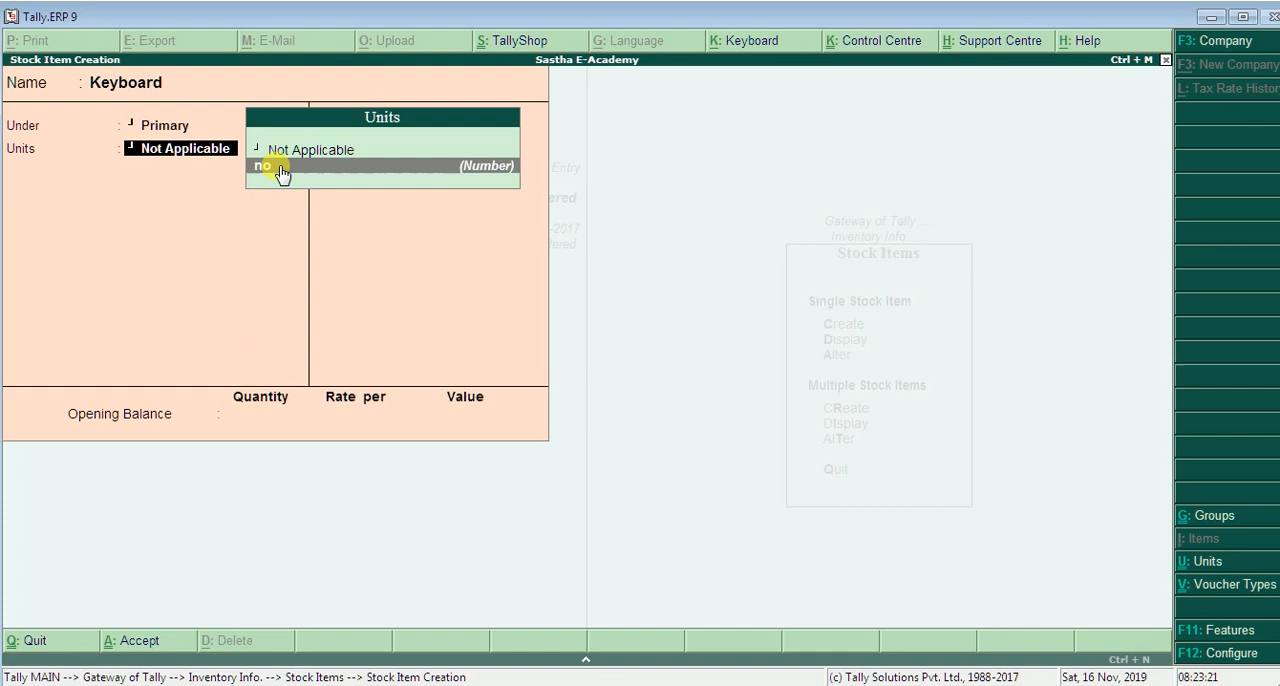 Tally.ERP 9
P: Print E: Export M: E-Mail O: Upload S: TallyShop G: Language K: Keyboard K: Control Centre H: Support Centre H: Help
F3: Company
Stock Item Creation Sastha E-Academy Ctrl + M
F3: New Company
Name : Keyboard
L: Tax Rate Histor
Units
Under : ┘ Primary
Units : ┘ Not Applicable
┘ Not Applicable
no (Number)
Entry
ered
-2017
ered
Gateway of Tally.....
Inventory Info.....
Stock Items
Single Stock Item
Create
Display
Alter
Multiple Stock Items
CReate
DIsplay
AlTer
Quit
Quantity Rate per Value
Opening Balance :
G: Groups
I: Items
U: Units
V: Voucher Types
F11: Features
F12: Configure
Q: Quit A: Accept D: Delete
Ctrl + N
Tally MAIN --> Gateway of Tally --> Inventory Info. --> Stock Items --> Stock Item Creation (c) Tally Solutions Pvt. Ltd., 1988-2017 Sat, 16 Nov, 2019 08:23:21